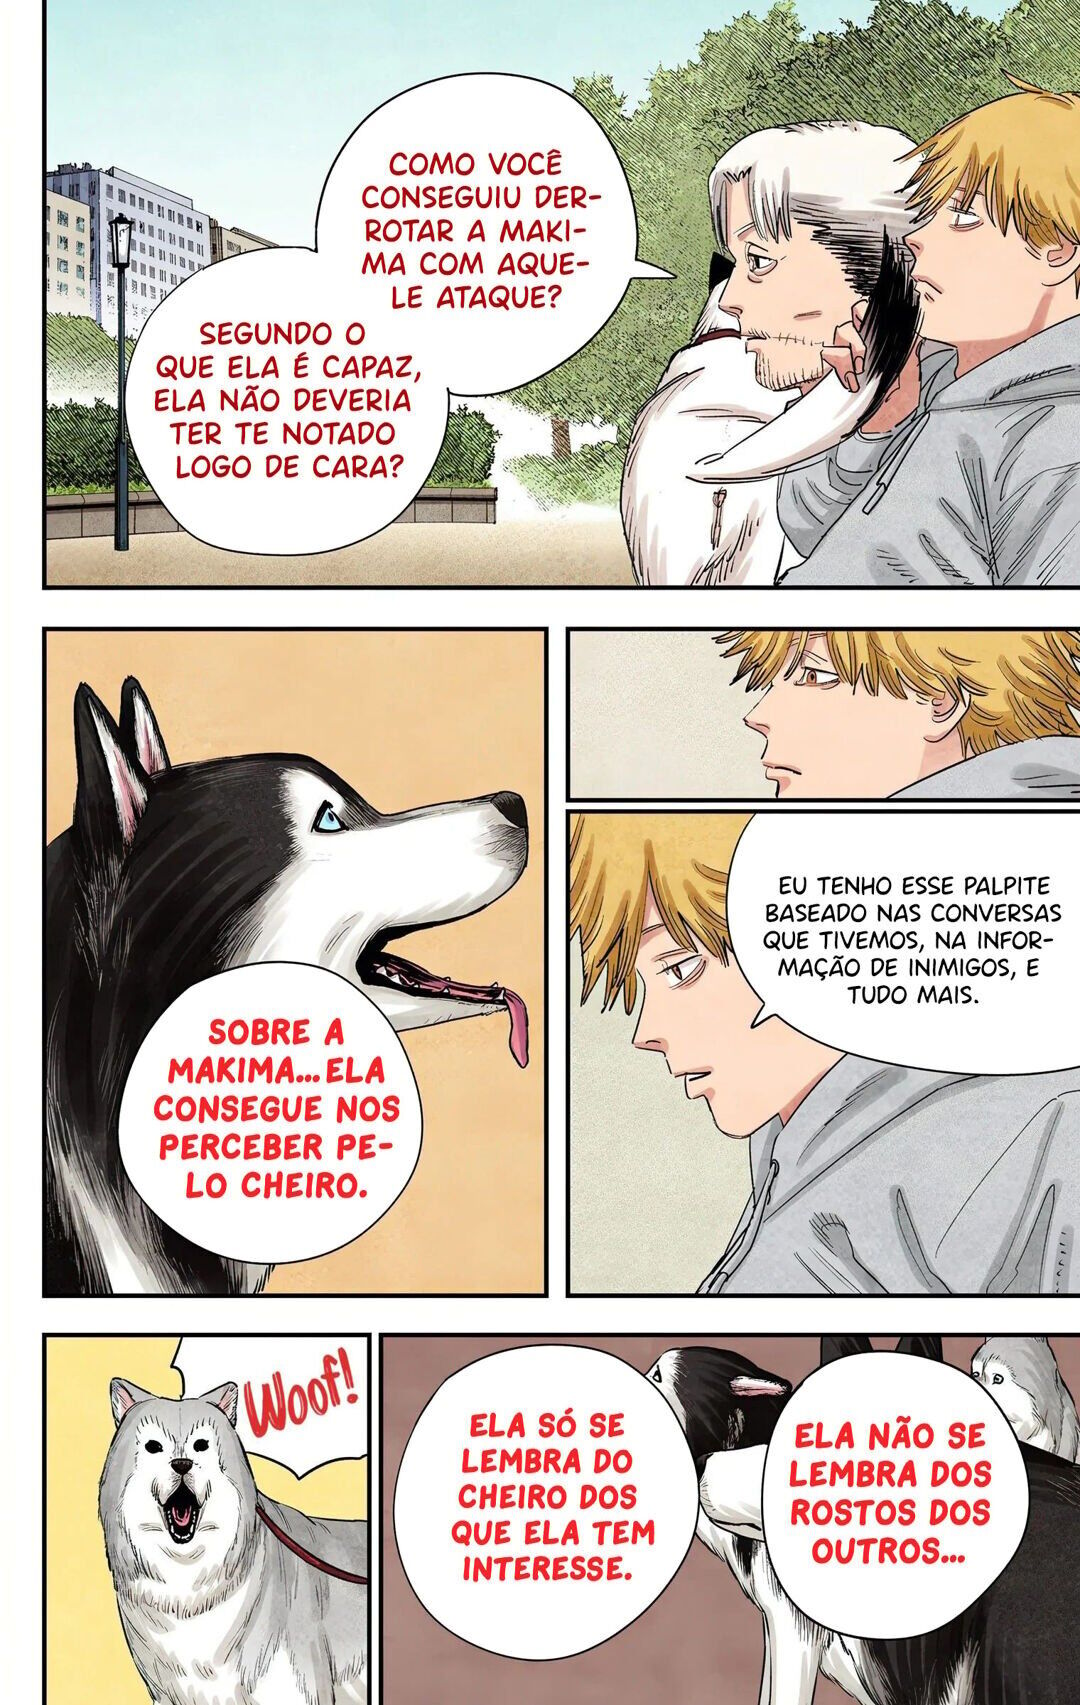 COMO VOCÊ
CONSEGUIU DER-
ROTAR A MAKI-
MA COM AQUE-
LE ATAQUE?
SEGUNDO O
QUE ELA É CAPAZ,
ELA NÃO DEVERIA
TER TE NOTADO
LOGO DE CARA?
EU TENHO ESSE PALPITE
BASEADO NAS CONVERSAS
QUE TIVEMOS, NA INFOR-
MAÇÃO DE INIMIGOS, E
TUDO MAIS.
SOBRE A
MAKIMA...ELA
CONSEGUE NOS
PERCEBER PE-
LO CHEIRO.
ELA NÃO SE
LEMBRA DOS
ROSTOS DOS
OUTROS...
ELA SÓ SE
LEMBRA DO
CHEIRO DOS
QUE ELA TEM
INTERESSE.
WOOF!